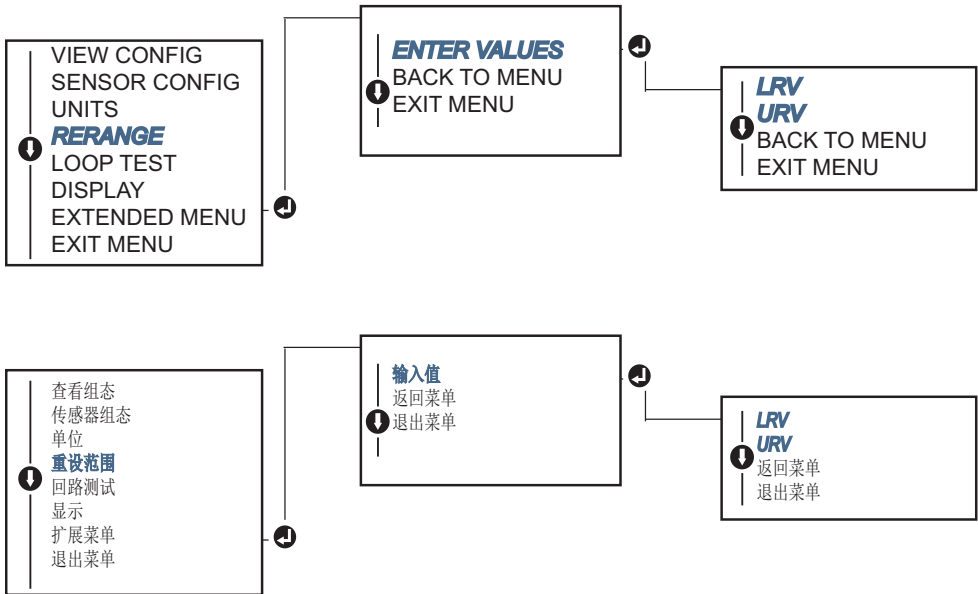 VIEW CONFIG
SENSOR CONFIG
UNITS
RERANGE
LOOP TEST
DISPLAY
EXTENDED MENU
EXIT MENU
ENTER VALUES
BACK TO MENU
EXIT MENU
LRV
URV
BACK TO MENU
EXIT MENU
查看组态
传感器组态
单位
重设范围
回路测试
显示
扩展菜单
退出菜单
输入值
返回菜单
退出菜单
LRV
URV
返回菜单
退出菜单